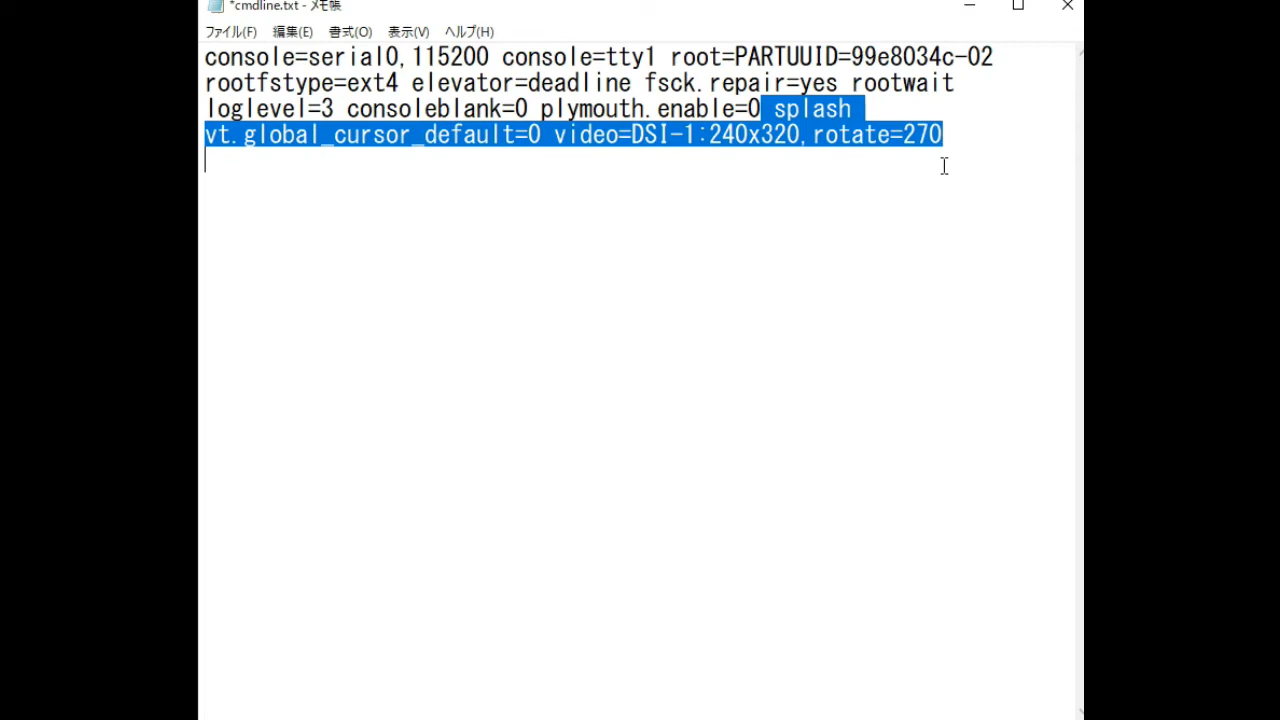 *cmdline.txt - メモ帳
ファイル(F) 編集(E) 書式(O) 表示(V) ヘルプ(H)
console=serial0,115200 console=tty1 root=PARTUUID=99e8034c-02
rootfstype=ext4 elevator=deadline fsck.repair=yes rootwait
loglevel=3 consoleblank=0 plymouth.enable=0 splash
vt.global_cursor_default=0 video=DSI-1:240x320,rotate=270